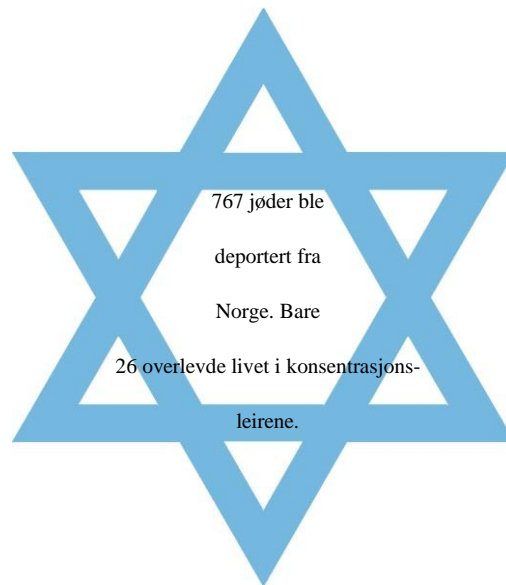 767 jøder ble
deportert fra
Norge. Bare
26 overlevde livet i konsentrasjons-
leirene.